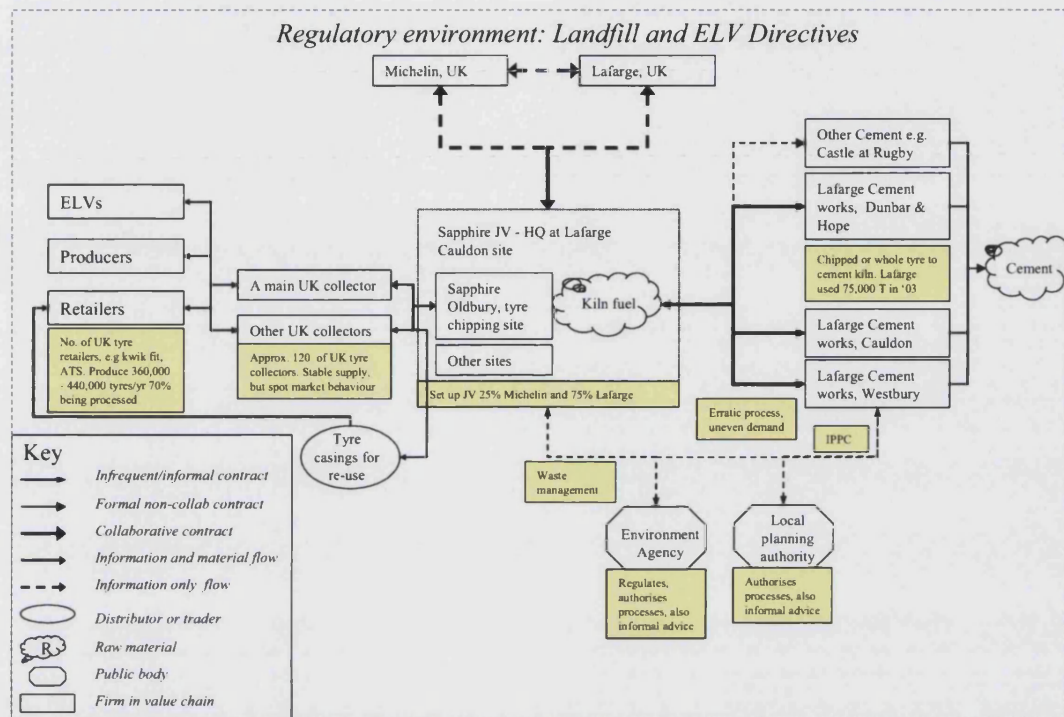 Regulatory environment: Landfill and ELV Directives
Michelin, UK
Lafarge, UK
Other Cement e.g.
Castle at Rugby
Lafarge Cement
works, Dunbar &
Hope
Chipped or whole tyre to
cement kiln. Lafarge
used 75,000 T in '03
Lafarge Cement
works, Cauldon
Lafarge Cement
works, Westbury
Cement
ELVs
Producers
Retailers
No. of UK tyre
retailers, e.g kwik fit,
ATS. Produce 360,000
- 440,000 tyres/yr 70%
being processed
A main UK collector
Other UK collectors
Approx. 120 of UK tyre
collectors. Stable supply,
but spot market behaviour
Sapphire JV - HQ at Lafarge
Cauldon site
Sapphire
Oldbury, tyre
chipping site
Kiln fuel
Other sites
Set up JV 25% Michelin and 75% Lafarge
Erratic process,
uneven demand
IPPC
Tyre
casings for
re-use
Waste
management
Environment
Agency
Regulates,
authorises
processes, also
informal advice
Local
planning
authority
Authorises
processes, also
informal advice
Key
Infrequent/informal contract
Formal non-collab contract
Collaborative contract
Information and material flow
Information only flow
Distributor or trader
R
Raw material
Public body
Firm in value chain